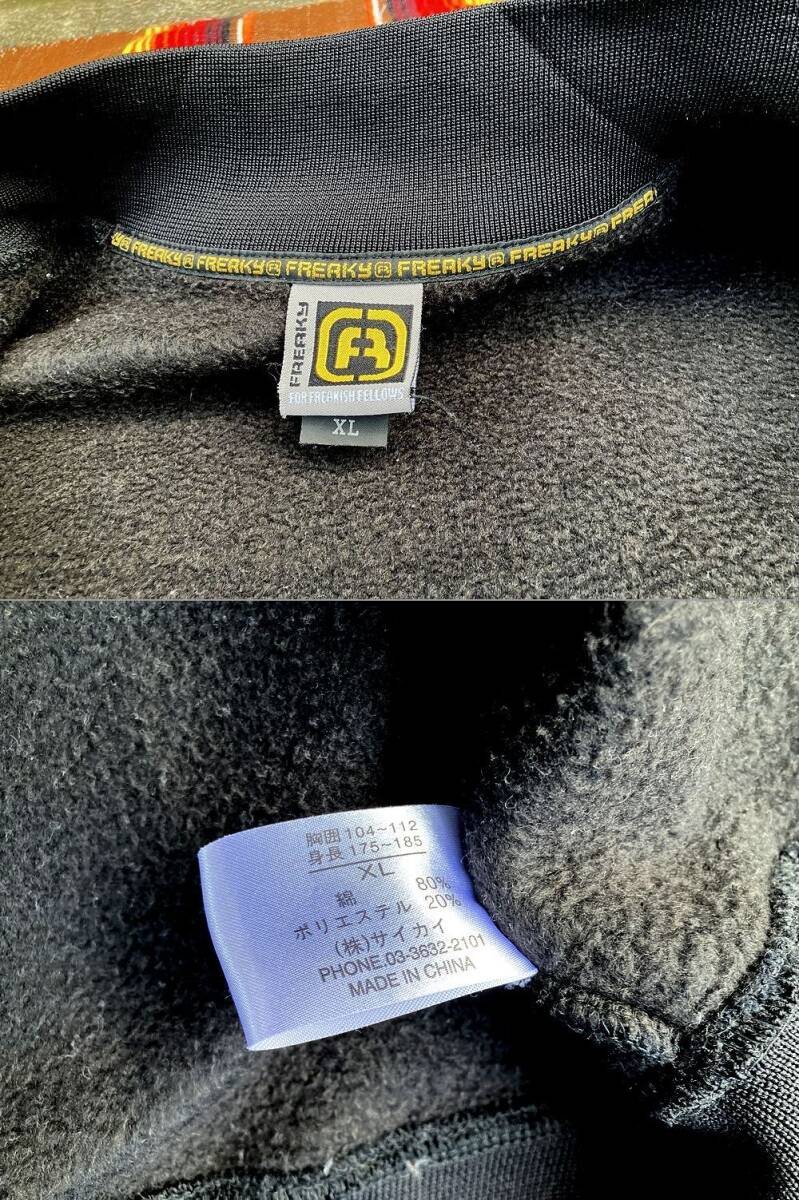 Y FREAKY FREAKY FREAKY FREAKY FREAKY FREA
FREAKY
FOR FREAKISH FELLOWS
XL
胸囲 104~112
身長 175~185
XL
綿 80%
ポリエステル 20%
(株)サイカイ
PHONE.03-3632-2101
MADE IN CHINA